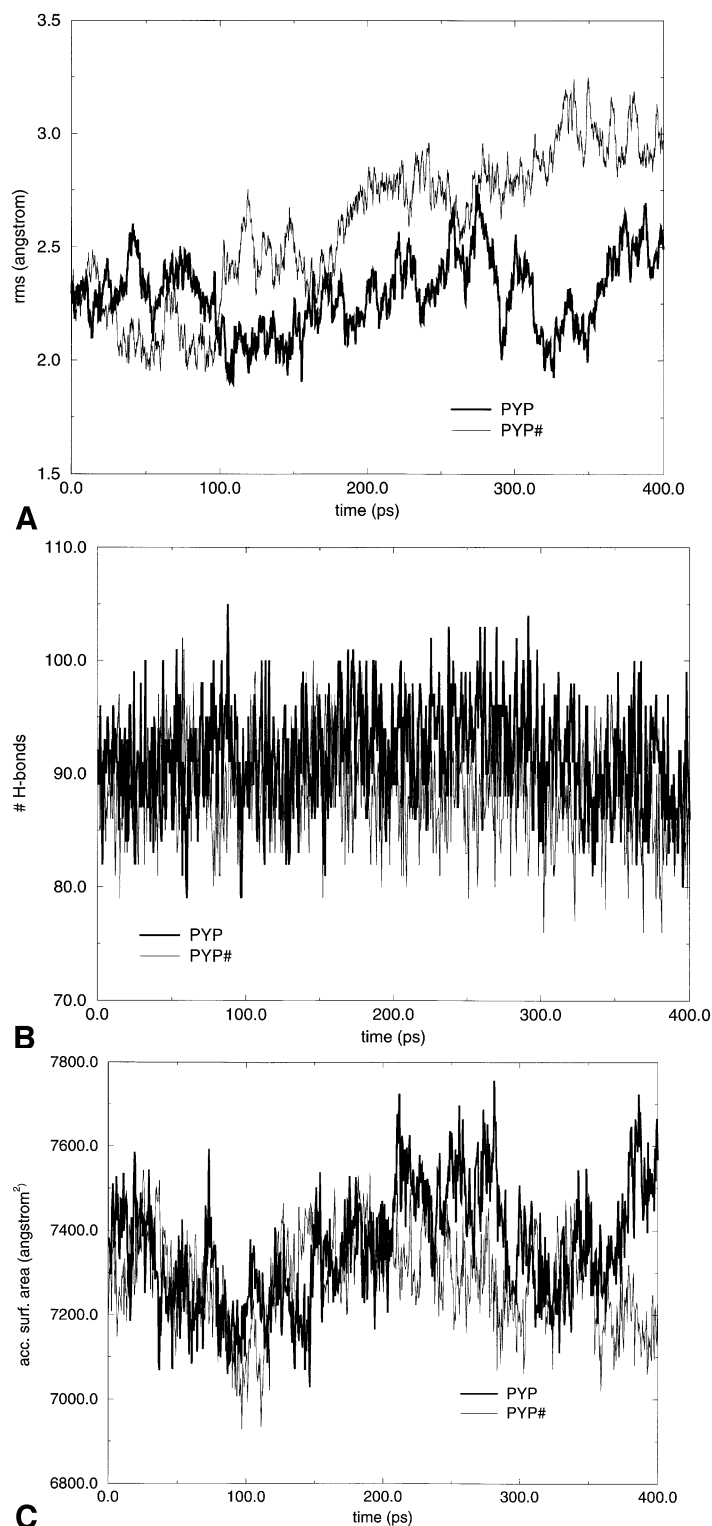 3.5
3.0
2.5
2.0
1.5
rms (angstrom)
PYP
PYP#
0.0 100.0 200.0 300.0 400.0
time (ps)
A
110.0
100.0
90.0
80.0
70.0
# H-bonds
PYP
PYP#
0.0 100.0 200.0 300.0 400.0
time (ps)
B
7800.0
7600.0
7400.0
7200.0
7000.0
6800.0
acc. surf. area (angstrom²)
PYP
PYP#
0.0 100.0 200.0 300.0 400.0
time (ps)
C